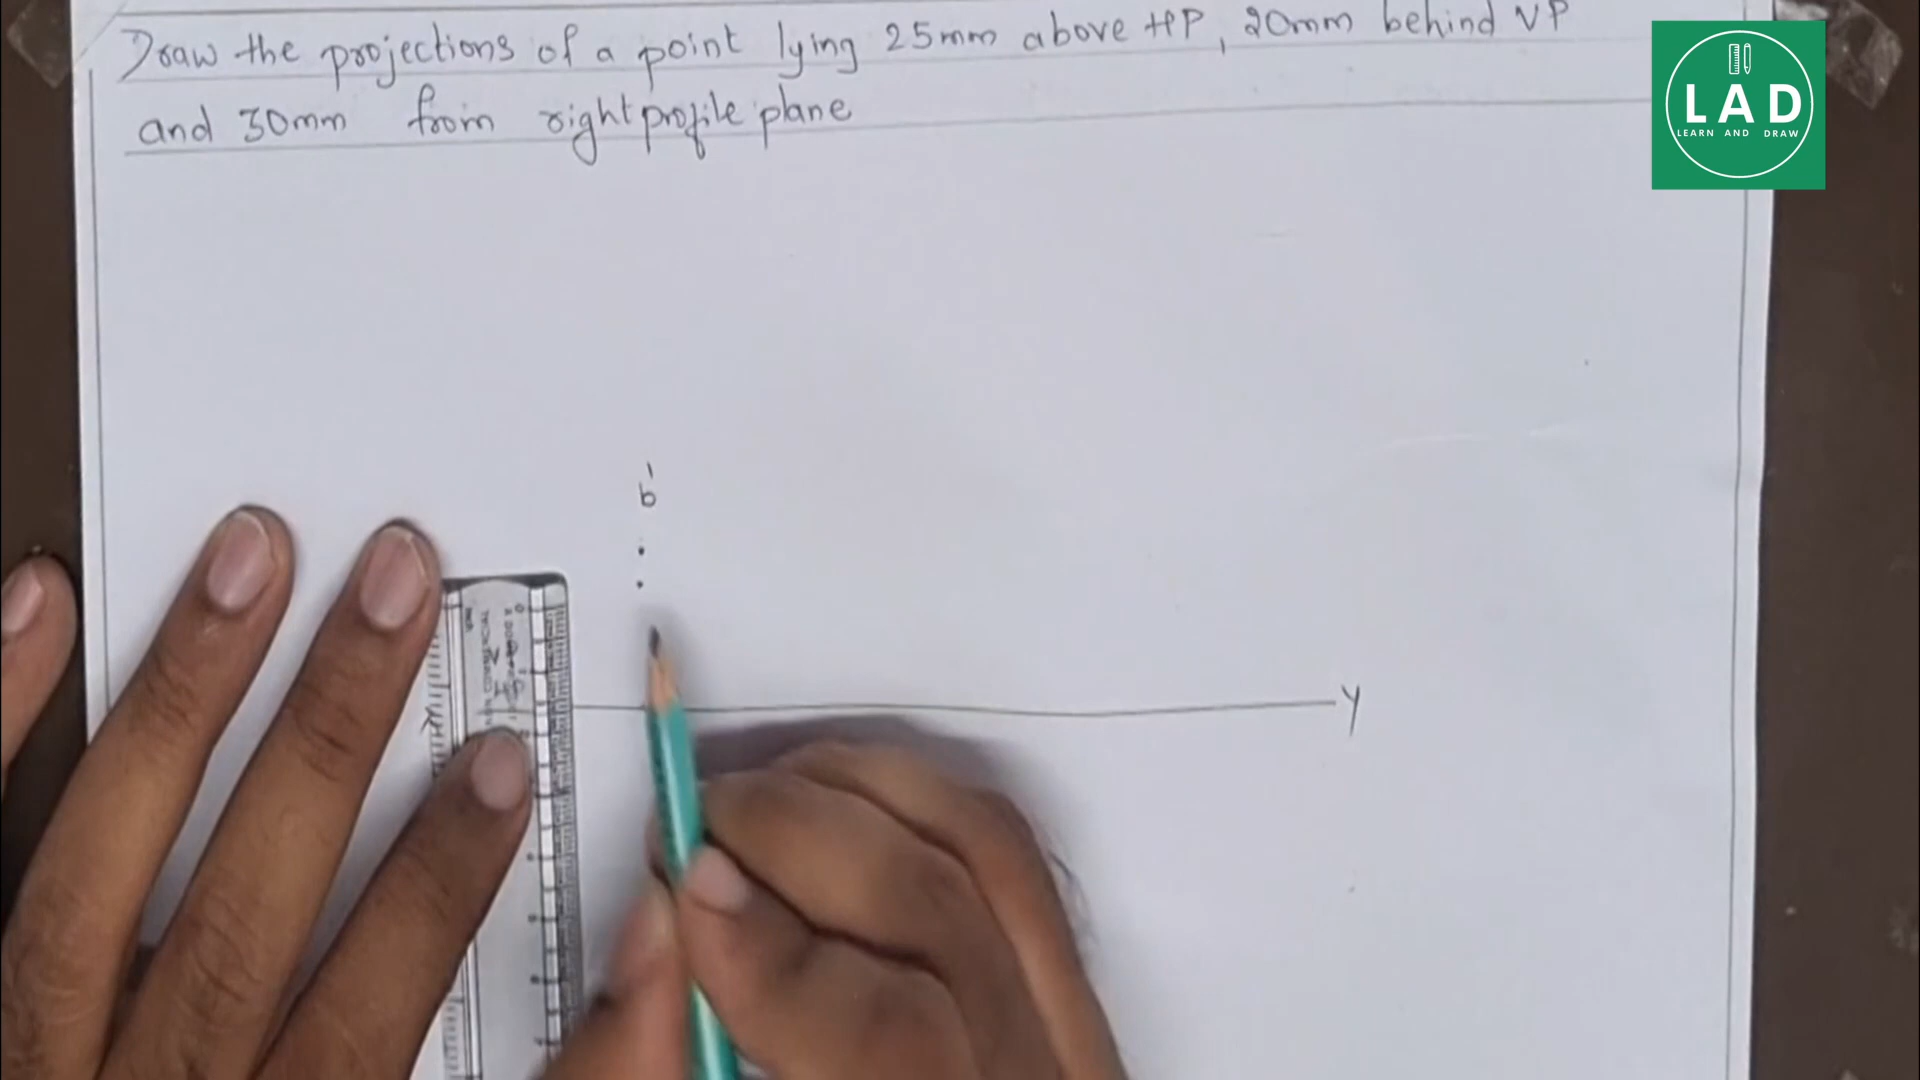 Draw the projections of a point lying 25mm above HP, 20mm behind VP
and 30mm from right profile plane
LAD
LEARN AND DRAW
b'
Y